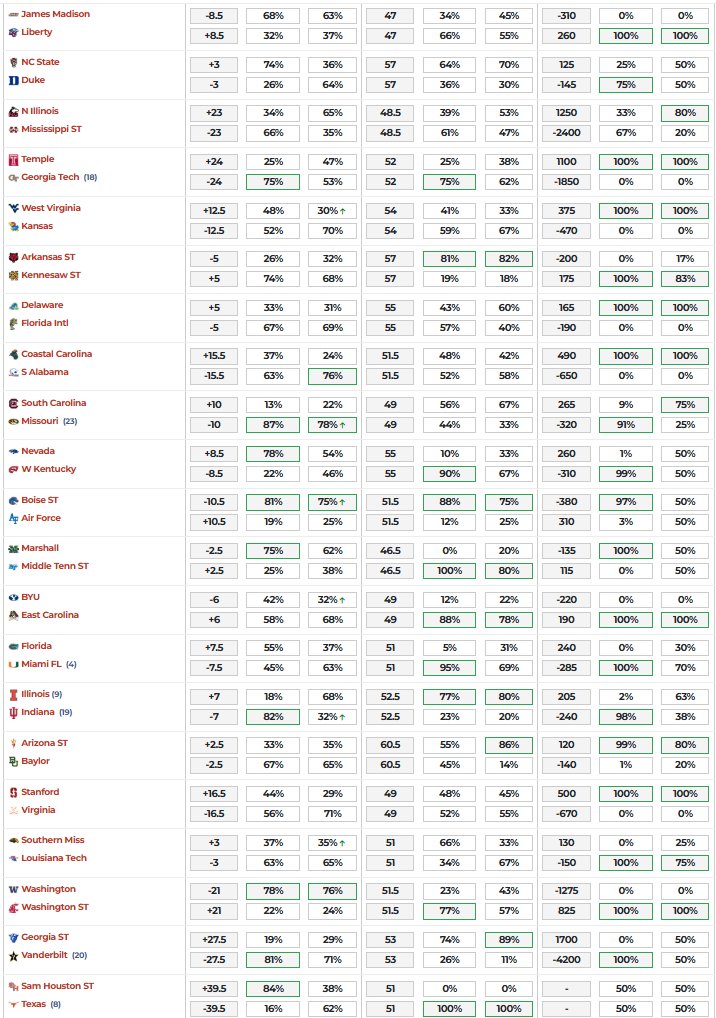 James Madison -8.5 68% 63% 47 34% 45% -310 0% 0%
Liberty +8.5 32% 37% 47 66% 55% 260 100% 100%
NC State +3 74% 36% 57 64% 70% 125 25% 50%
Duke -3 26% 64% 57 36% 30% -145 75% 50%
N Illinois +23 34% 65% 48.5 39% 53% 1250 33% 80%
Mississippi ST -23 66% 35% 48.5 61% 47% -2400 67% 20%
Temple +24 25% 47% 52 25% 38% 1100 100% 100%
Georgia Tech (18) -24 75% 53% 52 75% 62% -1850 0% 0%
West Virginia +12.5 48% 30% ↑ 54 41% 33% 375 100% 100%
Kansas -12.5 52% 70% 54 59% 67% -470 0% 0%
Arkansas ST -5 26% 32% 57 81% 82% -200 0% 17%
Kennesaw ST +5 74% 68% 57 19% 18% 175 100% 83%
Delaware +5 33% 31% 55 43% 60% 165 100% 100%
Florida Intl -5 67% 69% 55 57% 40% -190 0% 0%
Coastal Carolina +15.5 37% 24% 51.5 48% 42% 490 100% 100%
S Alabama -15.5 63% 76% 51.5 52% 58% -650 0% 0%
South Carolina +10 13% 22% 49 56% 67% 265 9% 75%
Missouri (23) -10 87% 78% ↑ 49 44% 33% -320 91% 25%
Nevada +8.5 78% 54% 55 10% 33% 260 1% 50%
W Kentucky -8.5 22% 46% 55 90% 67% -310 99% 50%
Boise ST -10.5 81% 75% ↑ 51.5 88% 75% -380 97% 50%
Air Force +10.5 19% 25% 51.5 12% 25% 310 3% 50%
Marshall -2.5 75% 62% 46.5 0% 20% -135 100% 50%
Middle Tenn ST +2.5 25% 38% 46.5 100% 80% 115 0% 50%
BYU -6 42% 32% ↑ 49 12% 22% -220 0% 0%
East Carolina +6 58% 68% 49 88% 78% 190 100% 100%
Florida +7.5 55% 37% 51 5% 31% 240 0% 30%
Miami FL (4) -7.5 45% 63% 51 95% 69% -285 100% 70%
Illinois (9) +7 18% 68% 52.5 77% 80% 205 2% 63%
Indiana (19) -7 82% 32% ↑ 52.5 23% 20% -240 98% 38%
Arizona ST +2.5 33% 35% 60.5 55% 86% 120 99% 80%
Baylor -2.5 67% 65% 60.5 45% 14% -140 1% 20%
Stanford +16.5 44% 29% 49 48% 45% 500 100% 100%
Virginia -16.5 56% 71% 49 52% 55% -670 0% 0%
Southern Miss +3 37% 35% ↑ 51 66% 33% 130 0% 25%
Louisiana Tech -3 63% 65% 51 34% 67% -150 100% 75%
Washington -21 78% 76% 51.5 23% 43% -1275 0% 0%
Washington ST +21 22% 24% 51.5 77% 57% 825 100% 100%
Georgia ST +27.5 19% 29% 53 74% 89% 1700 0% 50%
Vanderbilt (20) -27.5 81% 71% 53 26% 11% -4200 100% 50%
Sam Houston ST +39.5 84% 38% 51 0% 0% - 50% 50%
Texas (8) -39.5 16% 62% 51 100% 100% - 50% 50%